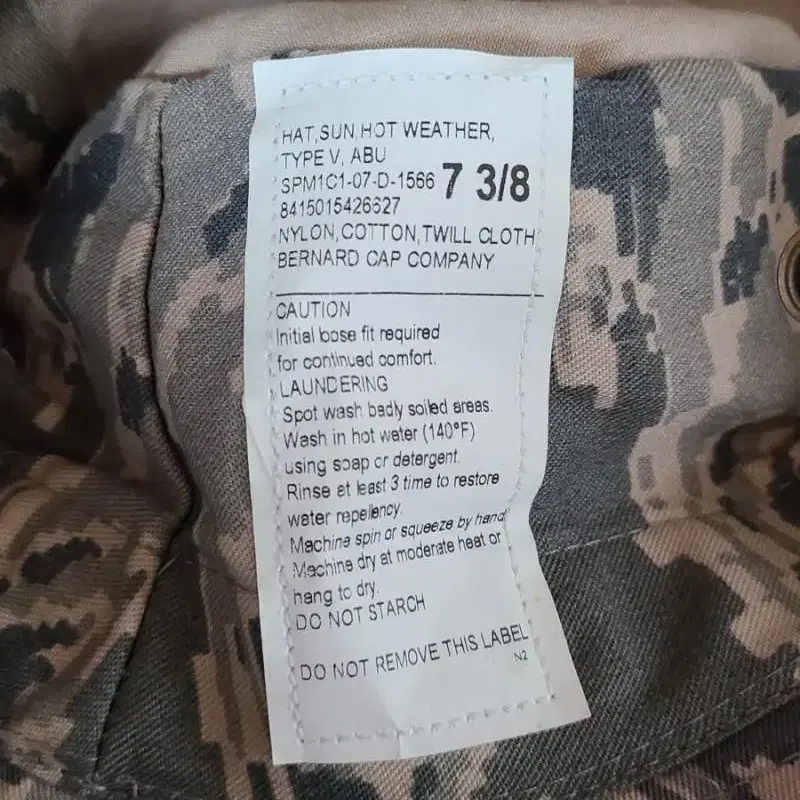 HAT,SUN,HOT WEATHER,
TYPE V, ABU
SPM1C1-07-D-1566 7 3/8
8415015426627
NYLON,COTTON,TWILL CLOTH
BERNARD CAP COMPANY
CAUTION
Initial loose fit required
for continued comfort.
LAUNDERING
Spot wash badly soiled areas.
Wash in hot water (140°F)
using soap or detergent.
Rinse at least 3 time to restore
water repellency.
Machine spin or squeeze by hand
Machine dry at moderate heat or
hang to dry.
DO NOT STARCH
DO NOT REMOVE THIS LABEL
N2